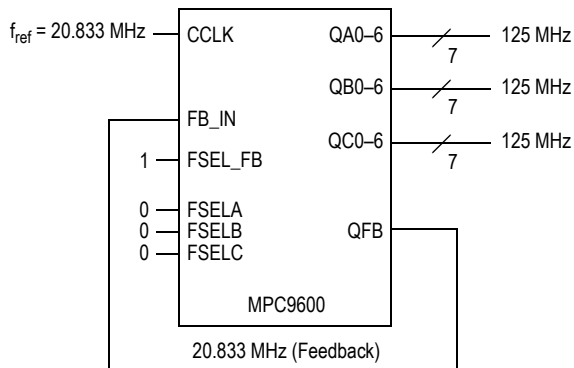 f_ref = 20.833 MHz
CCLK
QA0–6
7
125 MHz
QB0–6
7
125 MHz
FB_IN
QC0–6
7
125 MHz
1
FSEL_FB
0
FSELA
0
FSELB
QFB
0
FSELC
MPC9600
20.833 MHz (Feedback)